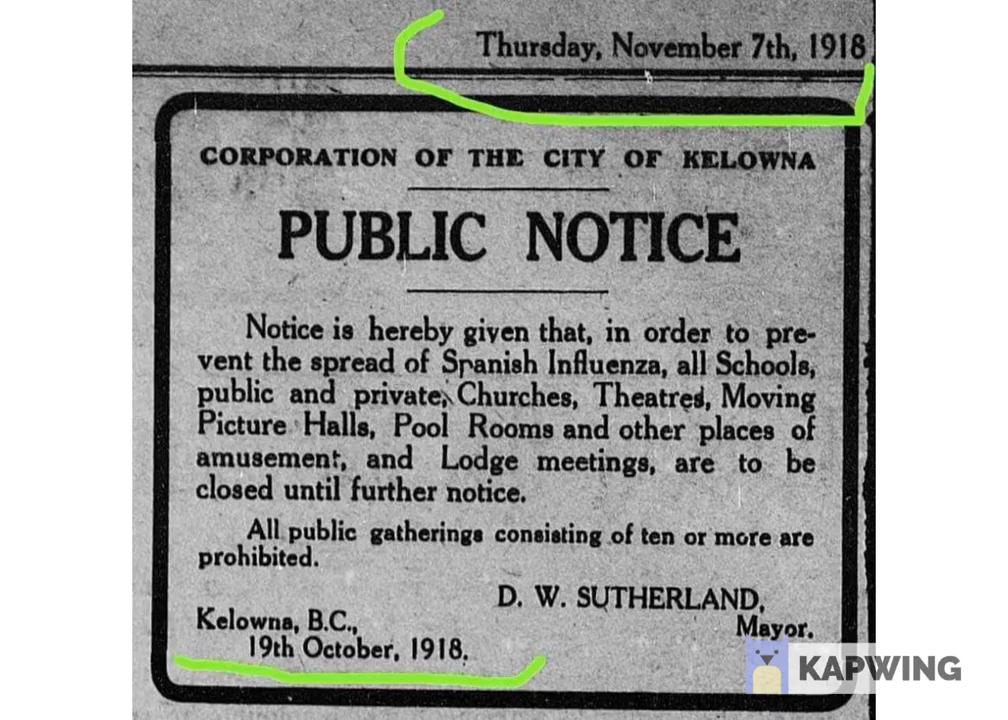 Thursday, November 7th, 1918
CORPORATION OF THE CITY OF KELOWNA
PUBLIC NOTICE
Notice is hereby given that, in order to pre-
vent the spread of Spanish Influenza, all Schools,
public and private, Churches, Theatres, Moving
Picture Halls, Pool Rooms and other places of
amusement, and Lodge meetings, are to be
closed until further notice.
All public gatherings consisting of ten or more are
prohibited.
D. W. SUTHERLAND,
Mayor.
Kelowna, B.C.,
19th October, 1918.
KAPWING